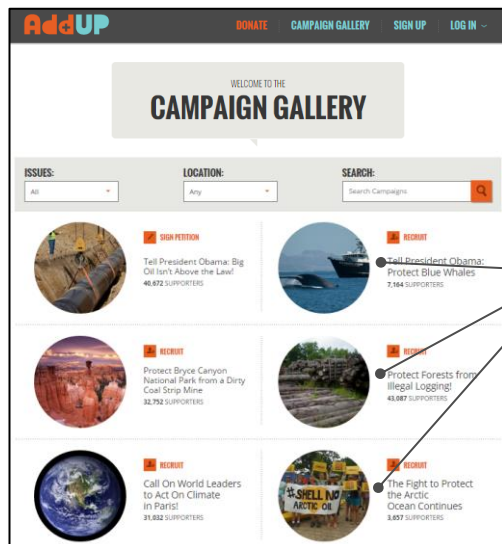 AddUP
DONATE
CAMPAIGN GALLERY
SIGN UP
LOG IN
WELCOME TO THE
CAMPAIGN GALLERY
ISSUES:
All
LOCATION:
Any
SEARCH:
Search Campaigns
SIGN PETITION
Tell President Obama: Big
Oil Isn't Above the Law!
40,672 SUPPORTERS
RECRUIT
Tell President Obama:
Protect Blue Whales
7,164 SUPPORTERS
RECRUIT
Protect Bryce Canyon
National Park from a Dirty
Coal Strip Mine
32,752 SUPPORTERS
RECRUIT
Protect Forests from
Illegal Logging!
43,087 SUPPORTERS
RECRUIT
Call On World Leaders
to Act On Climate
in Paris!
31,032 SUPPORTERS
#SHELL NO
ARCTIC OIL
RECRUIT
The Fight to Protect
the Arctic
Ocean Continues
3,657 SUPPORTERS